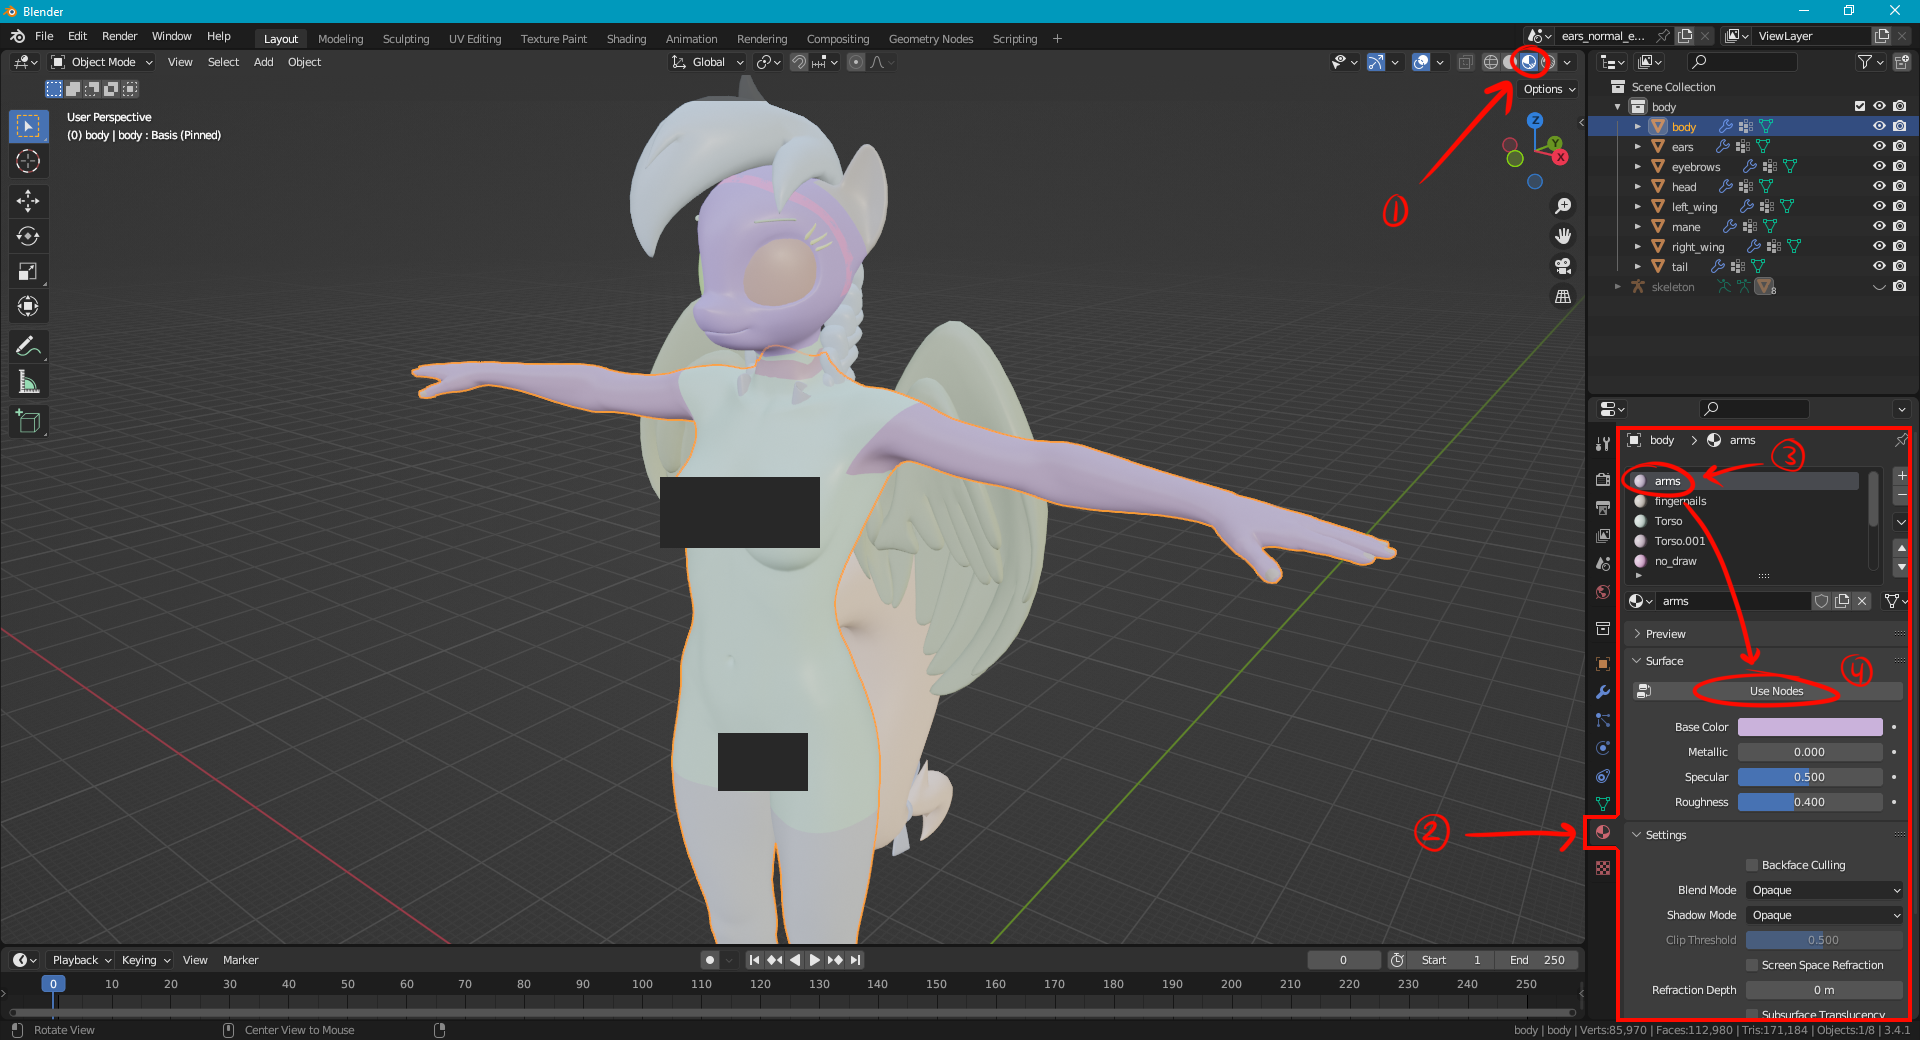 Blender
File Edit Render Window Help Layout Modeling Sculpting UV Editing Texture Paint Shading Animation Rendering Compositing Geometry Nodes Scripting + ears_normal_e... ViewLayer
Object Mode View Select Add Object Global
Options
User Perspective
(0) body | body : Basis (Pinned)
Z
Y
X
1
Scene Collection
body
body
ears
eyebrows
head
left_wing
mane
right_wing
tail
skeleton 8
body > arms
3
arms
fingernails
Torso
Torso.001
no_draw
arms
Preview
Surface
4
Use Nodes
Base Color
Metallic 0.000
Specular 0.500
Roughness 0.400
2
Settings
Backface Culling
Blend Mode Opaque
Shadow Mode Opaque
Clip Threshold 0.500
Screen Space Refraction
Refraction Depth 0 m
Subsurface Translucency
Playback Keying View Marker 0 Start 1 End 250
0 10 20 30 40 50 60 70 80 90 100 110 120 130 140 150 160 170 180 190 200 210 220 230 240 250
Rotate View Center View to Mouse body | body | Verts:85,970 | Faces:112,980 | Tris:171,184 | Objects:1/8 | 3.4.1